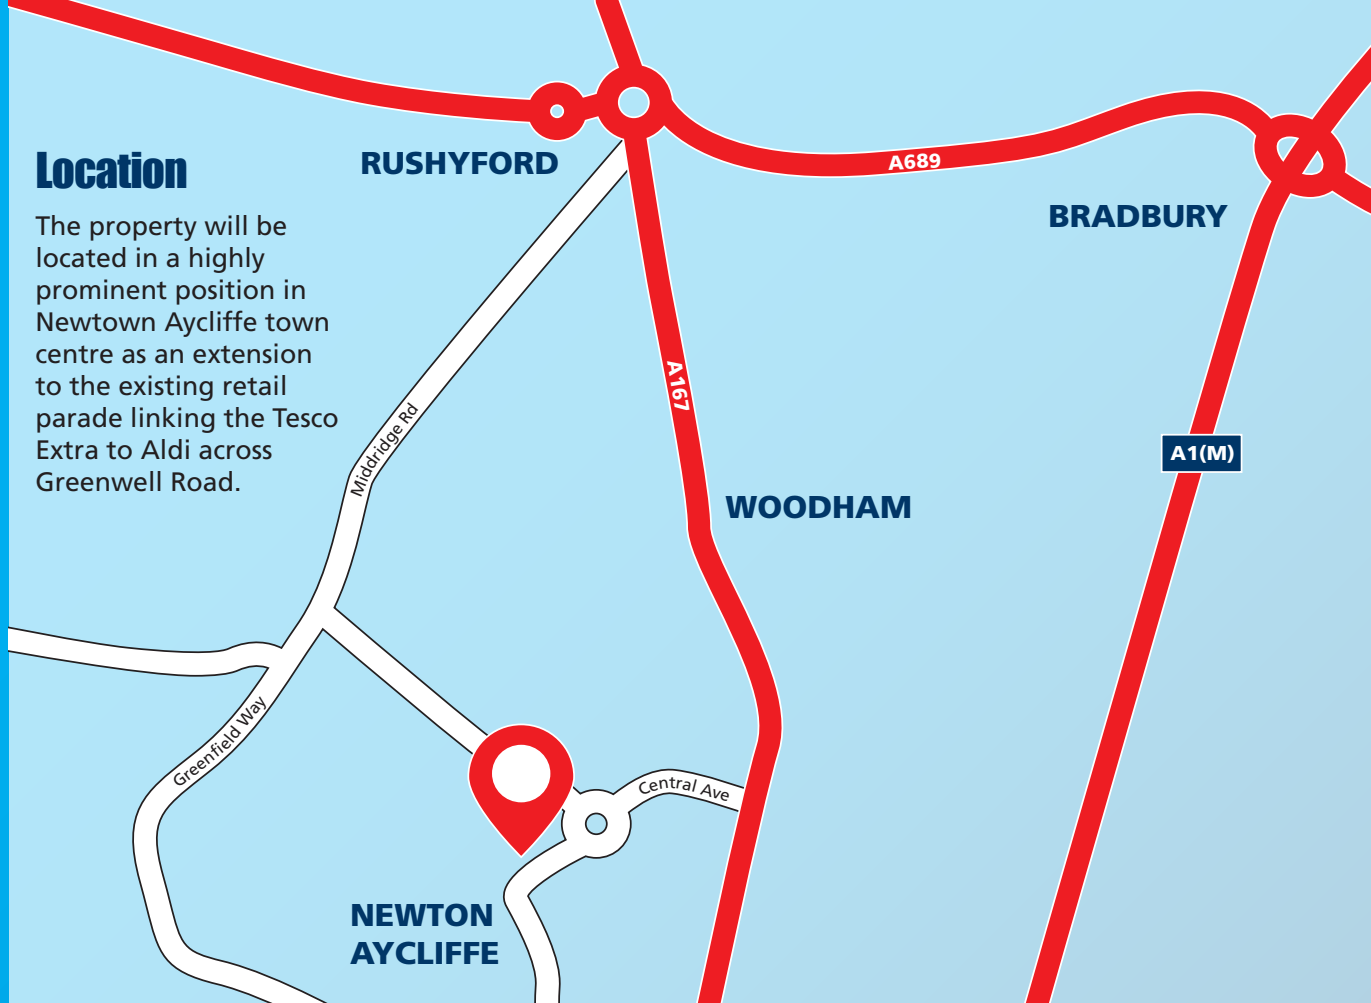 Location
The property will be
located in a highly
prominent position in
Newtown Aycliffe town
centre as an extension
to the existing retail
parade linking the Tesco
Extra to Aldi across
Greenwell Road.
RUSHYFORD
A689
BRADBURY
A167
Middridge Rd
A1(M)
WOODHAM
Greenfield Way
Central Ave
NEWTON
AYCLIFFE